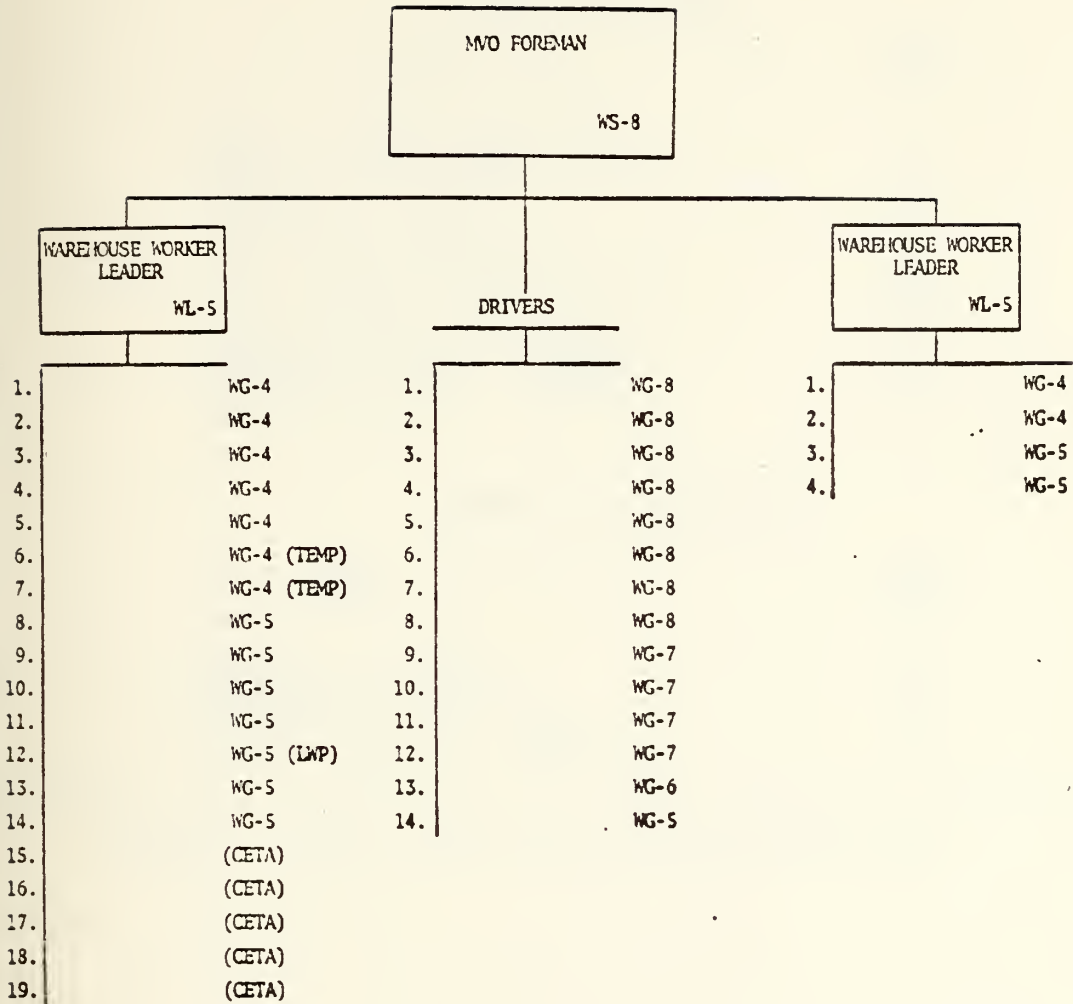 MVO FOREMAN
WS-8
WAREHOUSE WORKER
LEADER
WL-5
DRIVERS
WAREHOUSE WORKER
LEADER
WL-5
1. WG-4
2. WG-4
3. WG-4
4. WG-4
5. WG-4
6. WG-4 (TEMP)
7. WG-4 (TEMP)
8. WG-5
9. WG-5
10. WG-5
11. WG-5
12. WG-5 (LWP)
13. WG-5
14. WG-5
15. (CETA)
16. (CETA)
17. (CETA)
18. (CETA)
19. (CETA)
1. WG-8
2. WG-8
3. WG-8
4. WG-8
5. WG-8
6. WG-8
7. WG-8
8. WG-8
9. WG-7
10. WG-7
11. WG-7
12. WG-7
13. WG-6
14. WG-5
1. WG-4
2. WG-4
3. WG-5
4. WG-5